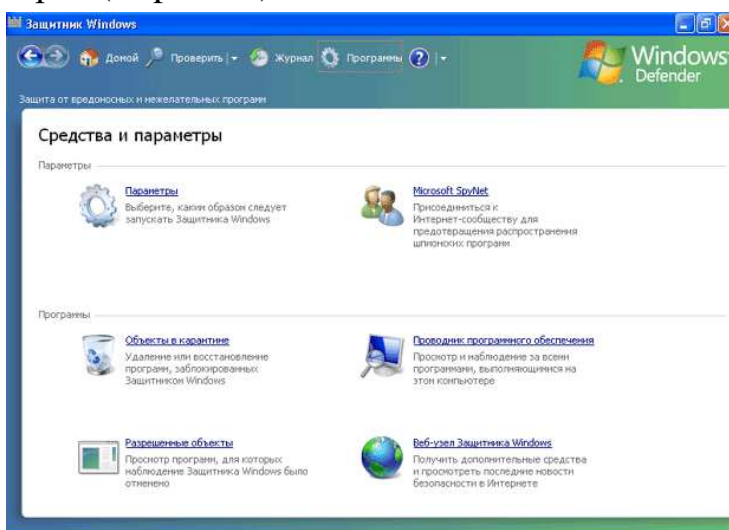 Защитник Windows
Домой Проверить Журнал Программы ?
Windows
Defender
Защита от вредоносных и нежелательных программ
Средства и параметры
Параметры
Параметры
Выберите, каким образом следует
запускать Защитника Windows
Microsoft SpyNet
Присоединиться к
Интернет-сообществу для
предотвращения распространения
шпионских программ
Программы
Объекты в карантине
Удаление или восстановление
программ, заблокированных
Защитником Windows
Проводник программного обеспечения
Просмотр и наблюдение за всеми
программами, выполняющимися на
этом компьютере
Разрешенные объекты
Просмотр программ, для которых
наблюдение Защитника Windows было
отменено
Веб-узел Защитника Windows
Получить дополнительные средства
и просмотреть последние новости
безопасности в Интернете